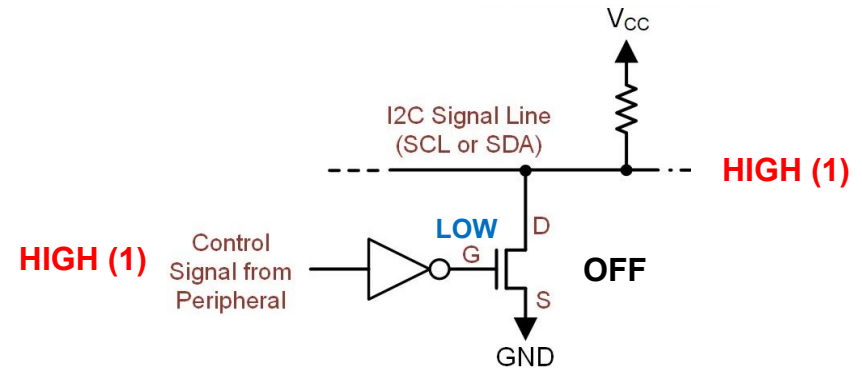 VCC
I2C Signal Line
(SCL or SDA)
HIGH (1)
LOW
D
HIGH (1)
Control
Signal from
Peripheral
G
OFF
S
GND